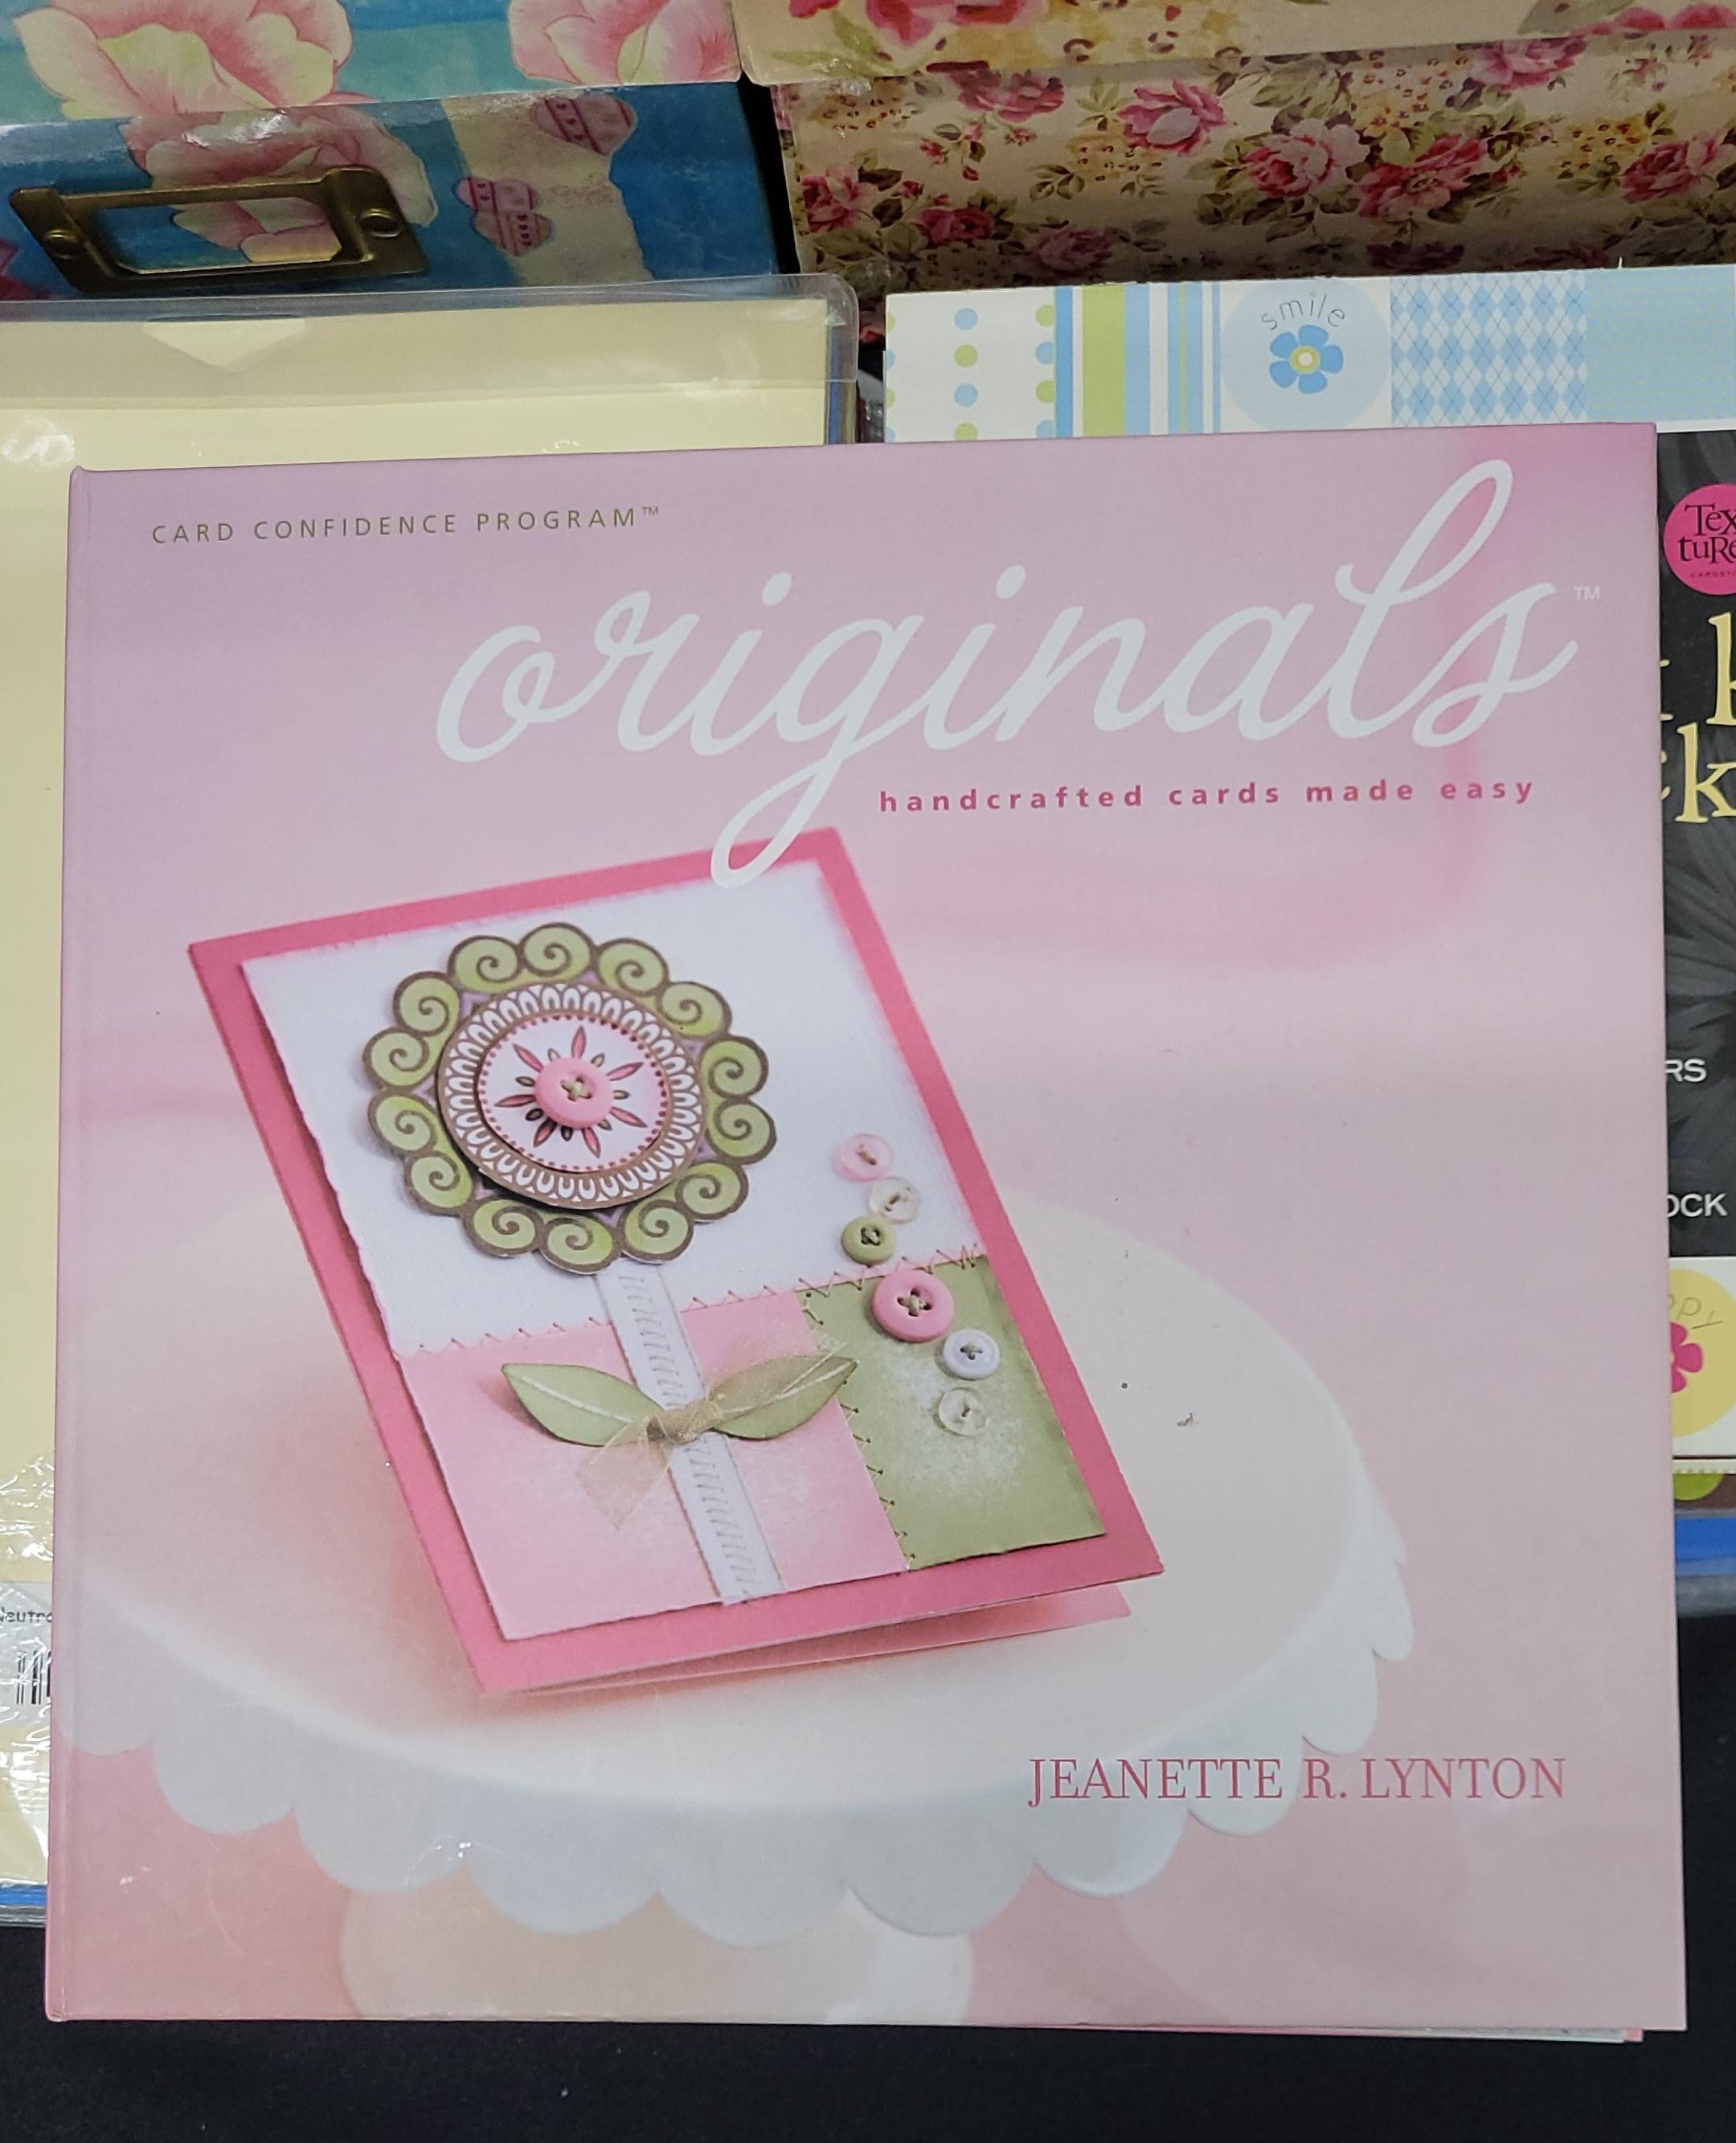 smile
CARD CONFIDENCE PROGRAM™
originals™
handcrafted cards made easy
JEANETTE R. LYNTON